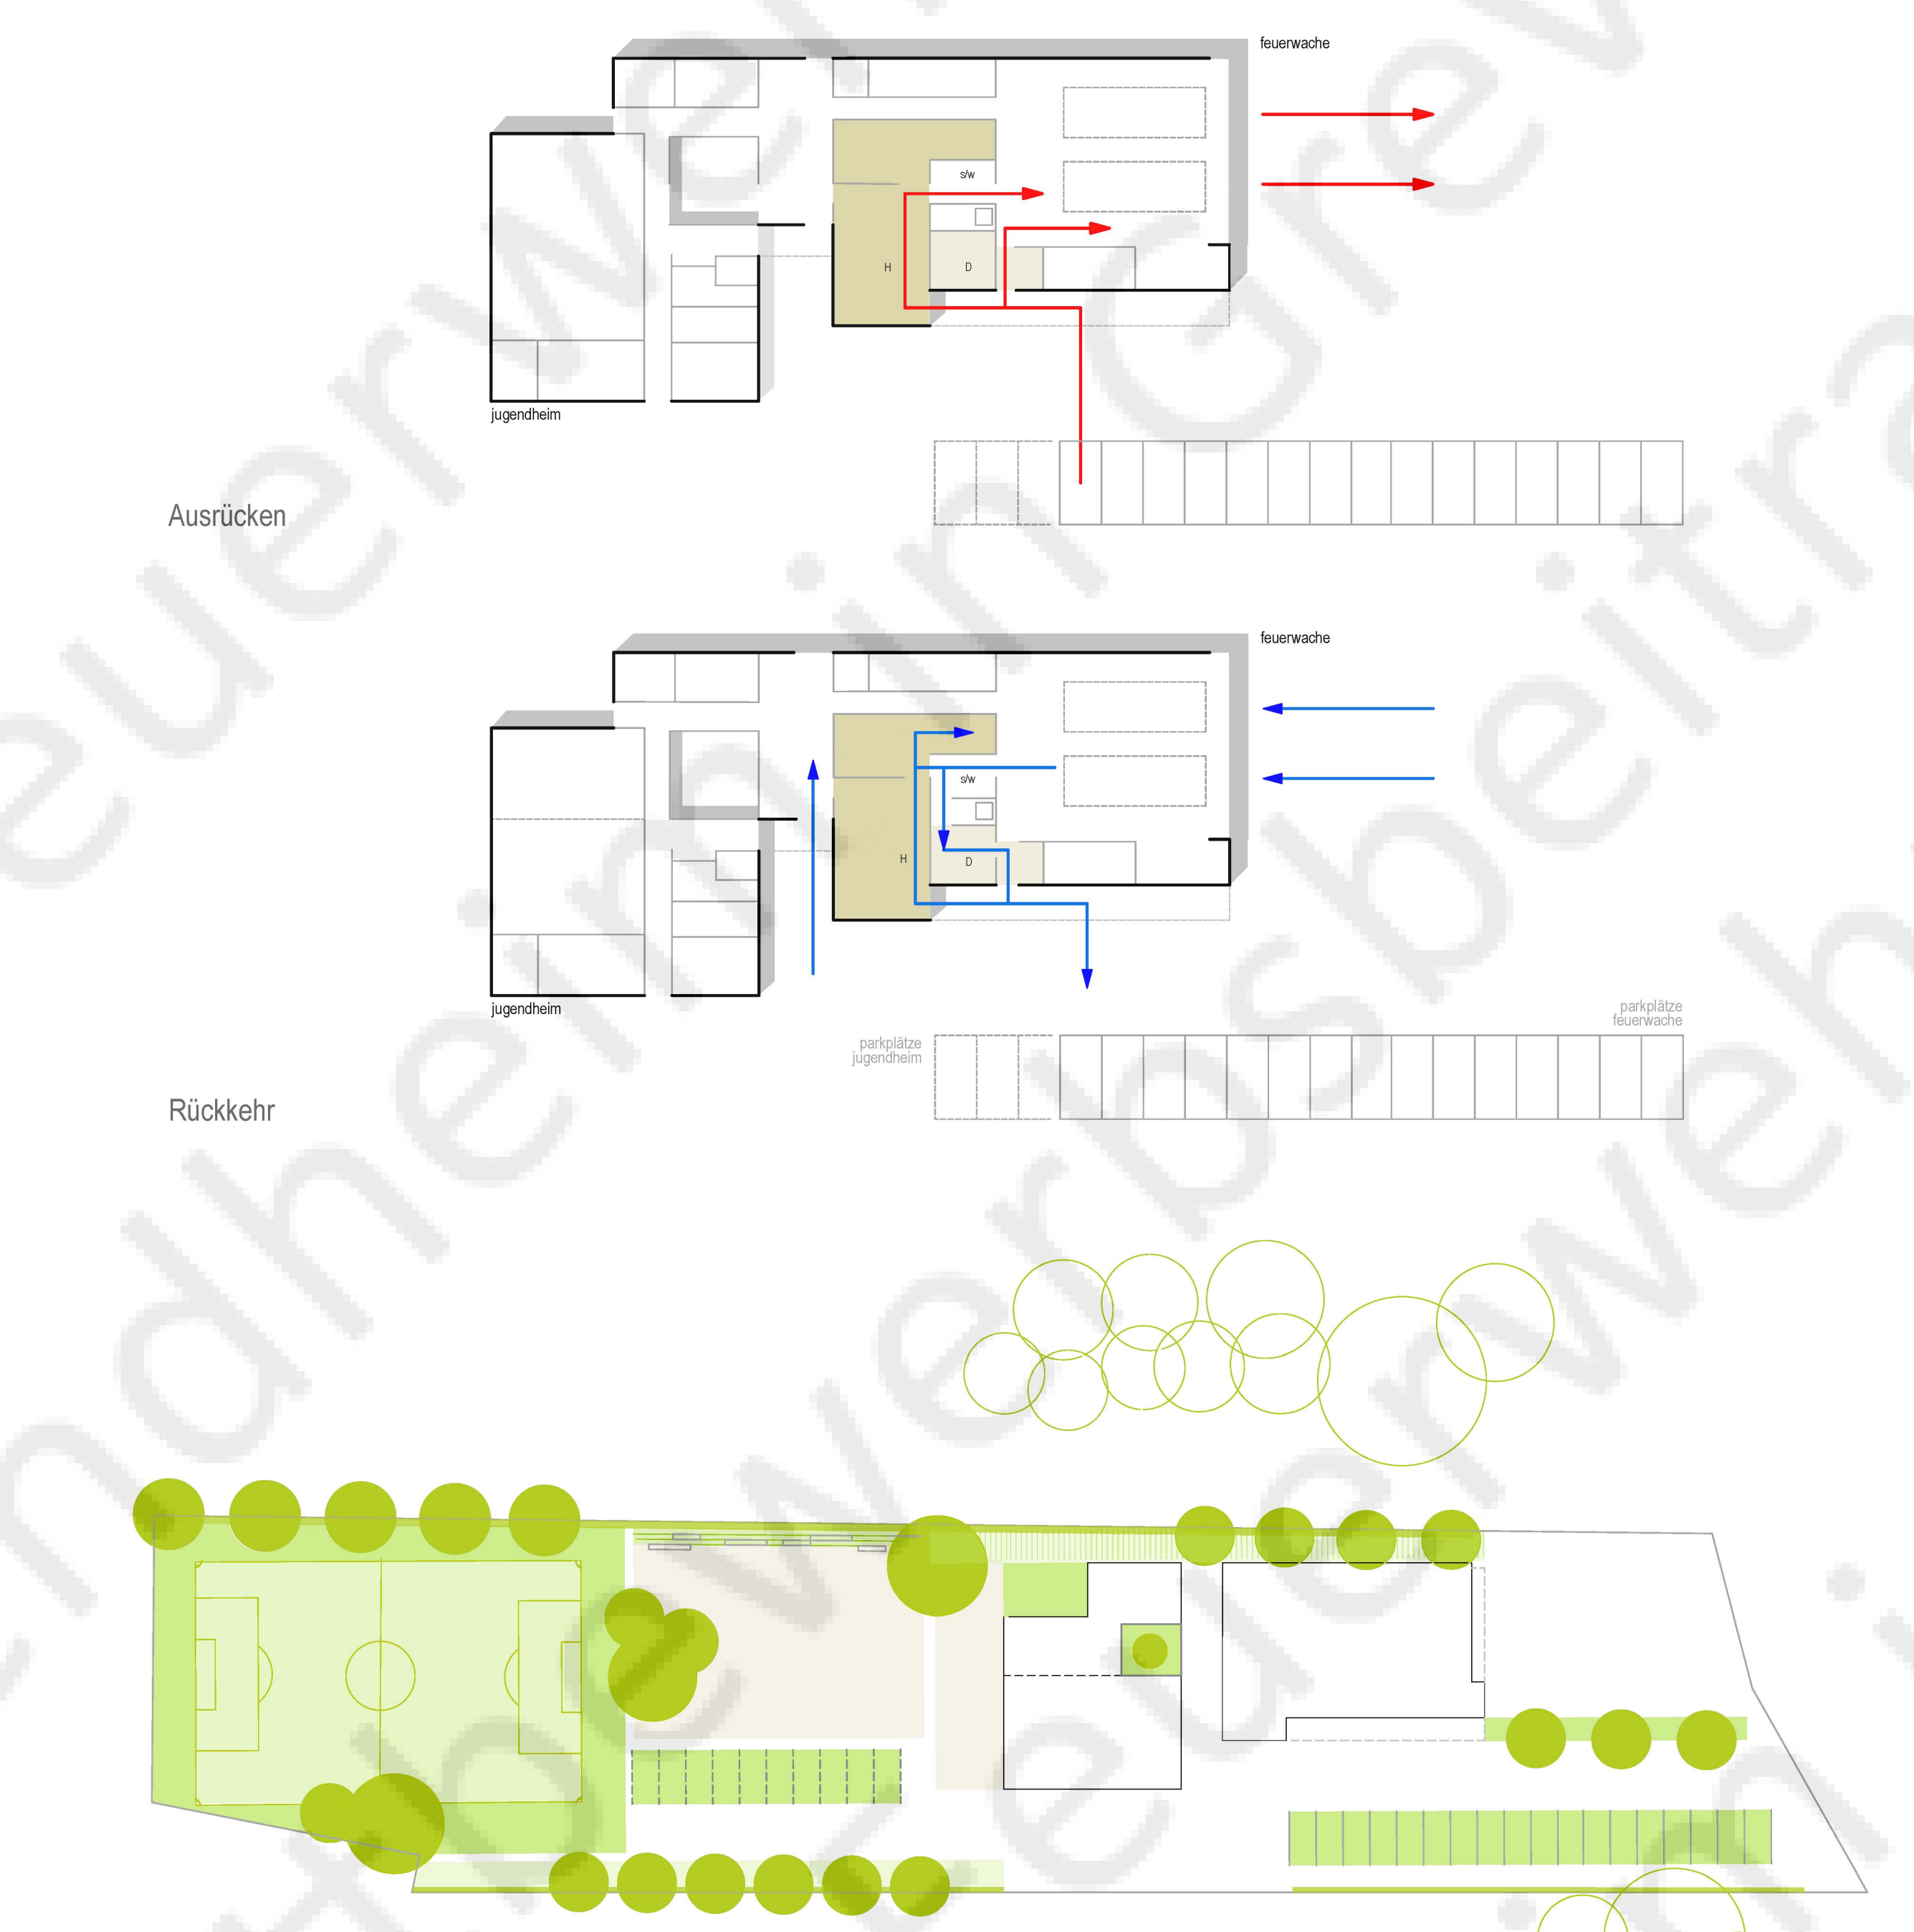 feuerwache
s/w
H
D
jugendheim
Ausrücken
feuerwache
s/w
H
D
jugendheim
parkplätze
feuerwache
parkplätze
jugendheim
Rückkehr